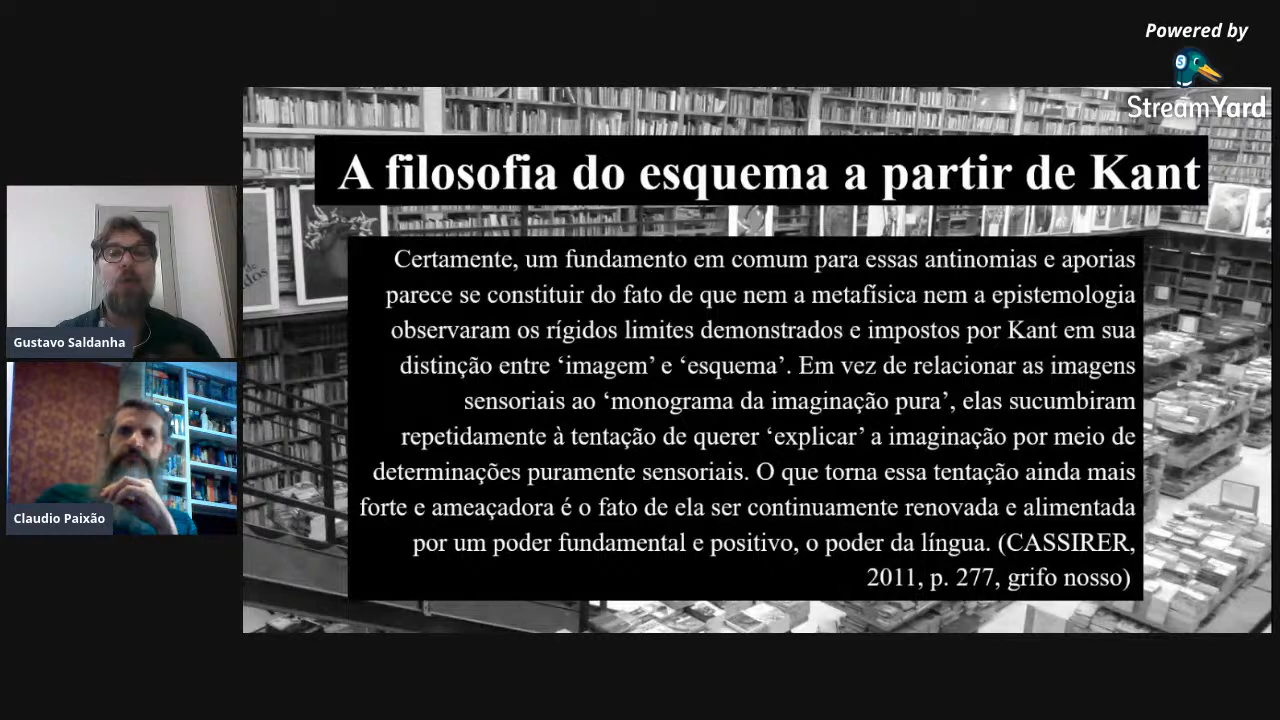 Powered by
StreamYard
A filosofia do esquema a partir de Kant
Certamente, um fundamento em comum para essas antinomias e aporias
parece se constituir do fato de que nem a metafísica nem a epistemologia
observaram os rígidos limites demonstrados e impostos por Kant em sua
distinção entre ‘imagem’ e ‘esquema’. Em vez de relacionar as imagens
sensoriais ao ‘monograma da imaginação pura’, elas sucumbiram
repetidamente à tentação de querer ‘explicar’ a imaginação por meio de
determinações puramente sensoriais. O que torna essa tentação ainda mais
forte e ameaçadora é o fato de ela ser continuamente renovada e alimentada
por um poder fundamental e positivo, o poder da língua. (CASSIRER,
2011, p. 277, grifo nosso)
Gustavo Saldanha
Claudio Paixão